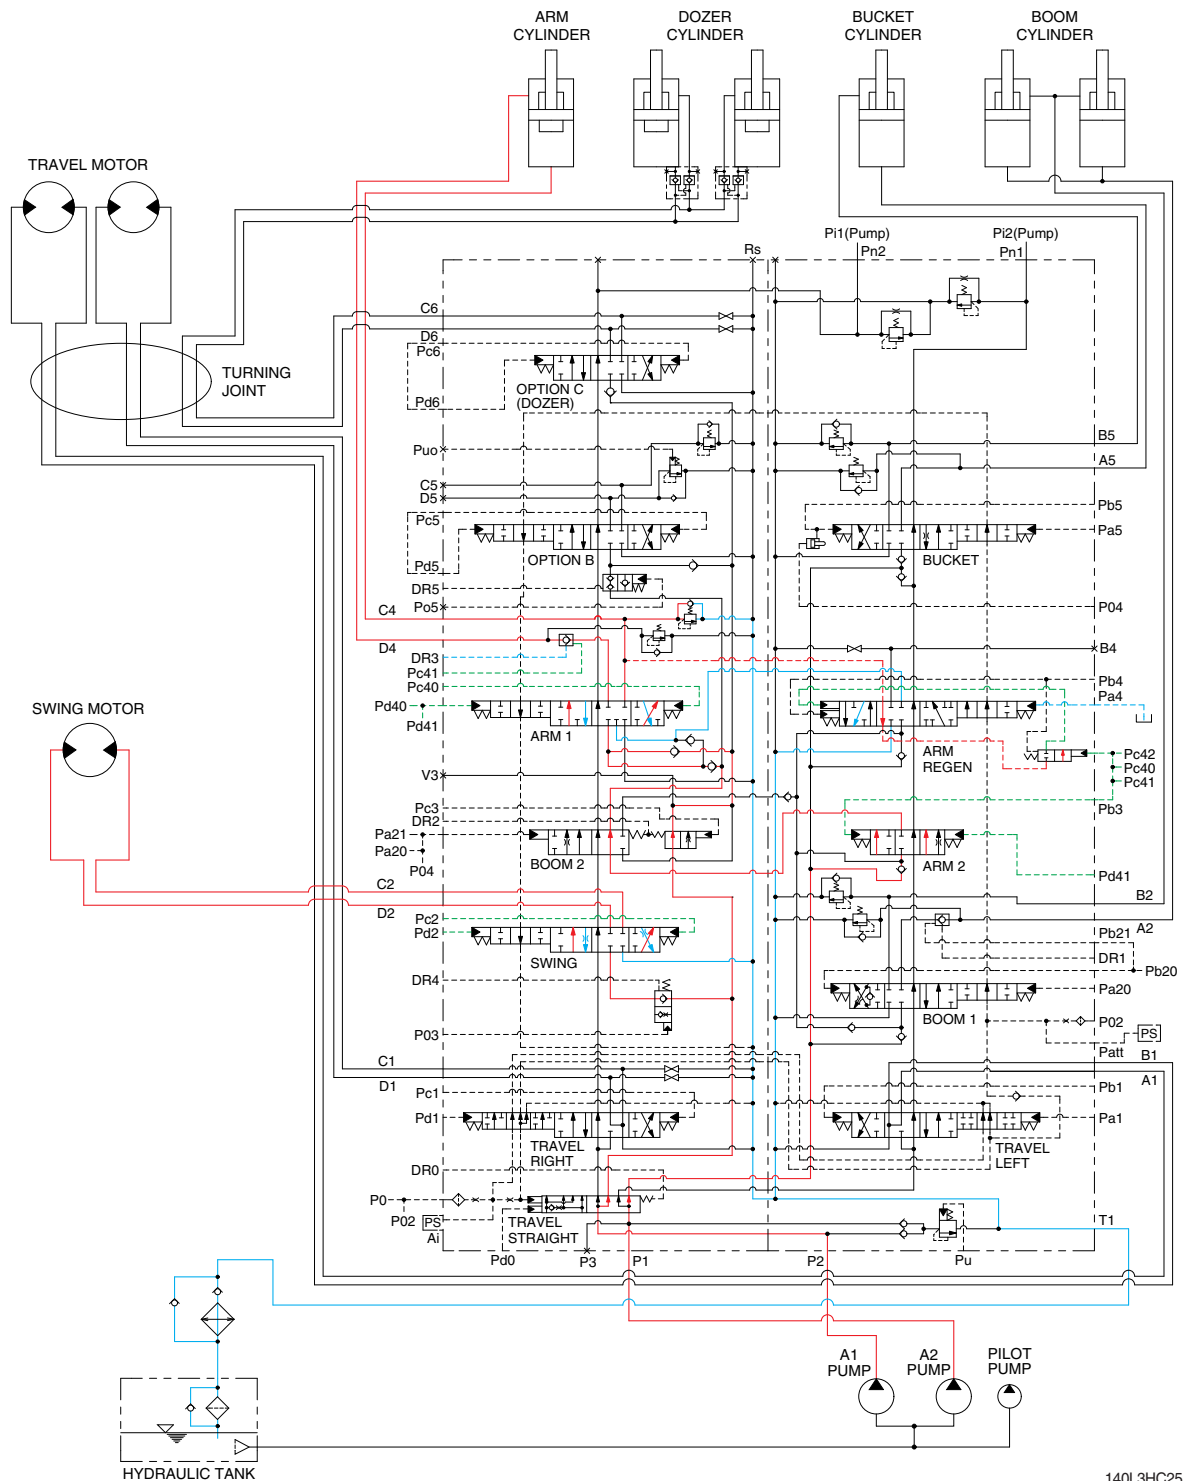 ARM
CYLINDER
DOZER
CYLINDER
BUCKET
CYLINDER
BOOM
CYLINDER
TRAVEL MOTOR
TURNING
JOINT
Rs
Pi1(Pump)
Pn2
Pi2(Pump)
Pn1
C6
D6
Pc6
Pd6
OPTION C
(DOZER)
Puo
C5
D5
Pc5
Pd5
OPTION B
DR5
Po5
C4
D4
DR3
Pc41
Pc40
Pd40
Pd41
ARM 1
B5
A5
Pb5
Pa5
BUCKET
P04
B4
Pb4
Pa4
ARM
REGEN
Pc42
Pc40
Pc41
SWING MOTOR
V3
Pc3
DR2
Pa21
Pa20
P04
BOOM 2
Pb3
ARM 2
Pd41
C2
D2
Pc2
Pd2
SWING
B2
A2
Pb21
DR1
Pb20
Pa20
BOOM 1
DR4
P03
P02
PS
Patt
C1
D1
Pc1
Pd1
TRAVEL
RIGHT
B1
A1
Pb1
Pa1
TRAVEL
LEFT
DR0
P0
P02
PS
Ai
TRAVEL
STRAIGHT
T1
Pd0
P3
P1
P2
Pu
A1
PUMP
A2
PUMP
PILOT
PUMP
HYDRAULIC TANK
140L3HC25